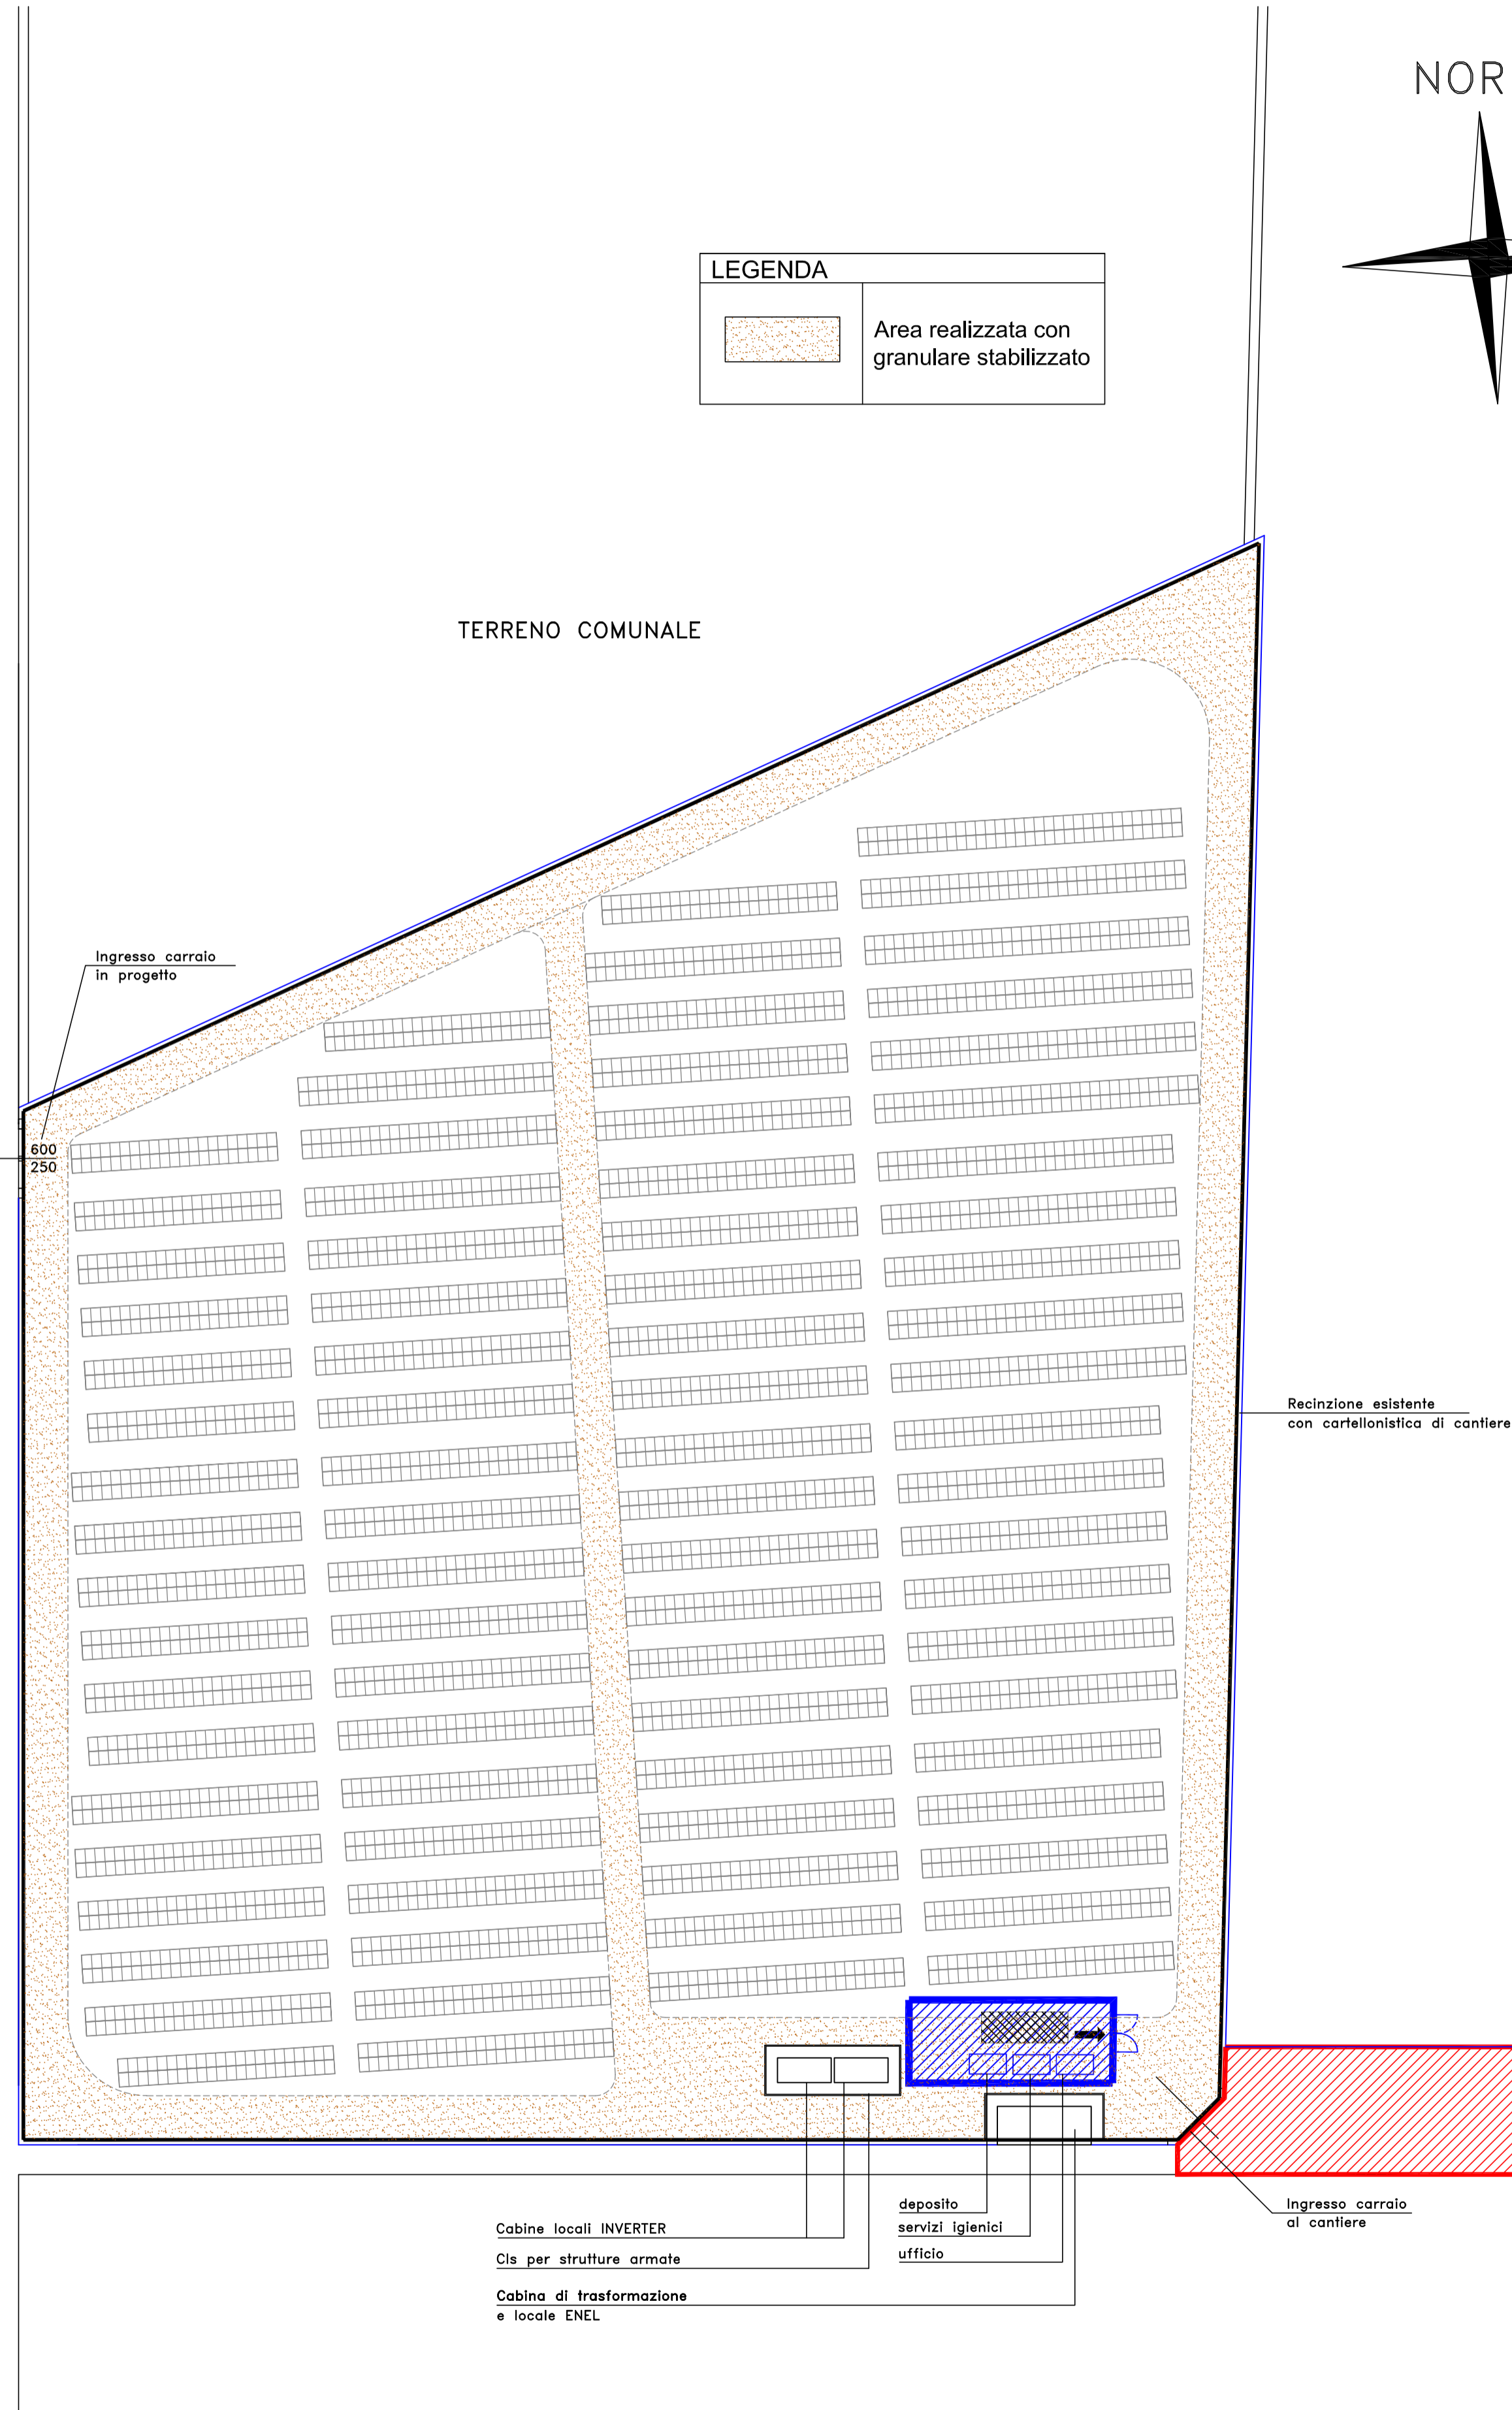 NOR
LEGENDA
Area realizzata con
granulare stabilizzato
TERRENO COMUNALE
Ingresso carraio
in progetto
600
250
Recinzione esistente
con cartellonistica di cantiere
deposito
servizi igienici
ufficio
Ingresso carraio
al cantiere
Cabine locali INVERTER
Cls per strutture armate
Cabina di trasformazione
e locale ENEL